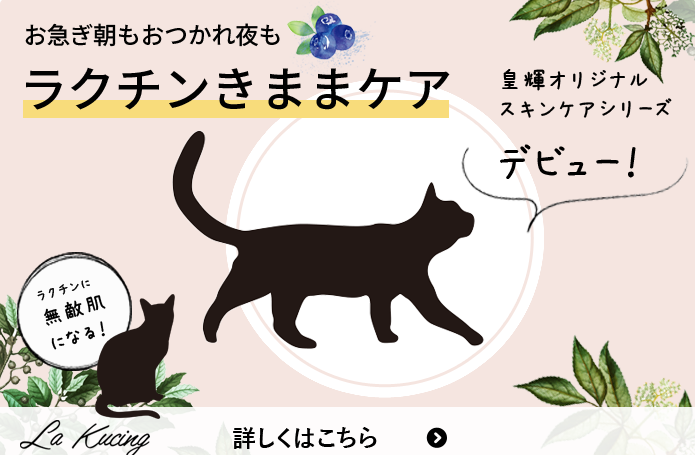 お急ぎ朝もおつかれ夜も
ラクチンきままケア
皇輝オリジナル
スキンケアシリーズ
デビュー！
ラクチンに
無敵肌
になる！
La Kucing
詳しくはこちら